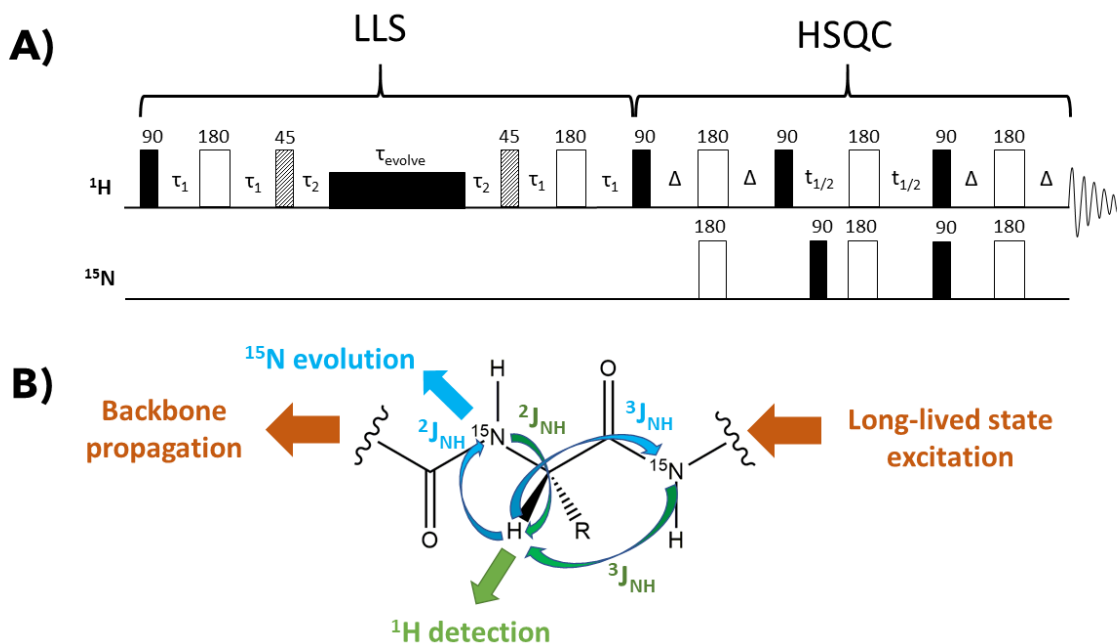 A)
LLS
HSQC
90 180 45 τevolve 45 180 90 180 90 180 90 180
¹H τ₁ τ₁ τ₂ τ₂ τ₁ τ₁ Δ Δ t₁/₂ t₁/₂ Δ Δ
180 90 180 90 180
¹⁵N
B)
¹⁵N evolution
Backbone
propagation
H
O
²JNH
¹⁵N
²JNH
³JNH
¹⁵N
Long-lived state
excitation
O
H
R
H
³JNH
¹H detection